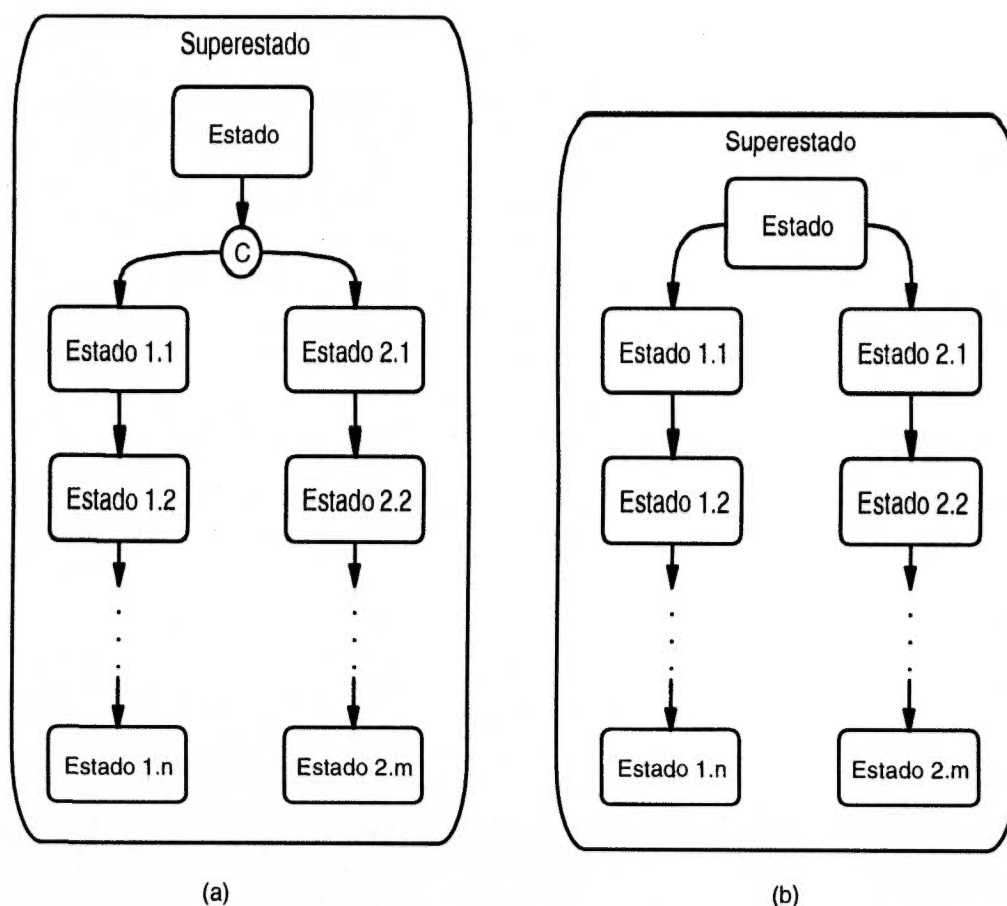 Superestado
Estado
C
Estado 1.1
Estado 2.1
Estado 1.2
Estado 2.2
Estado 1.n
Estado 2.m
(a)
Superestado
Estado
Estado 1.1
Estado 2.1
Estado 1.2
Estado 2.2
Estado 1.n
Estado 2.m
(b)